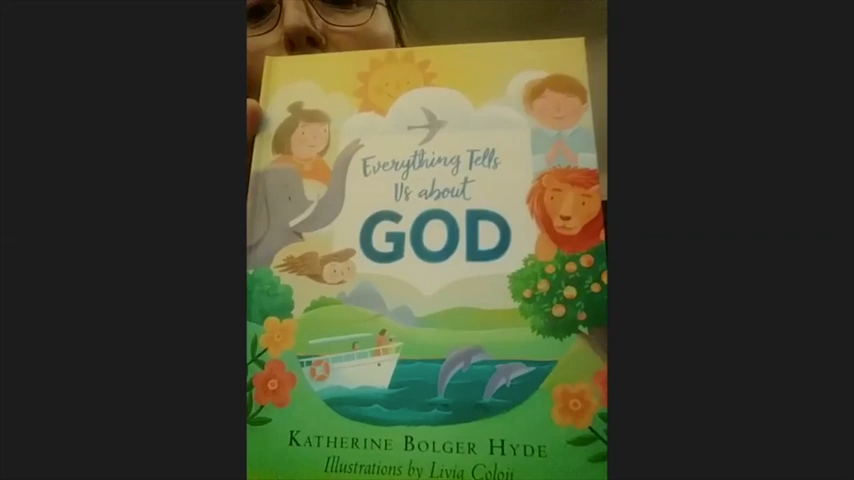 Everything Tells
Us about
GOD
KATHERINE BOLGER HYDE
Illustrations by Livia Coloji